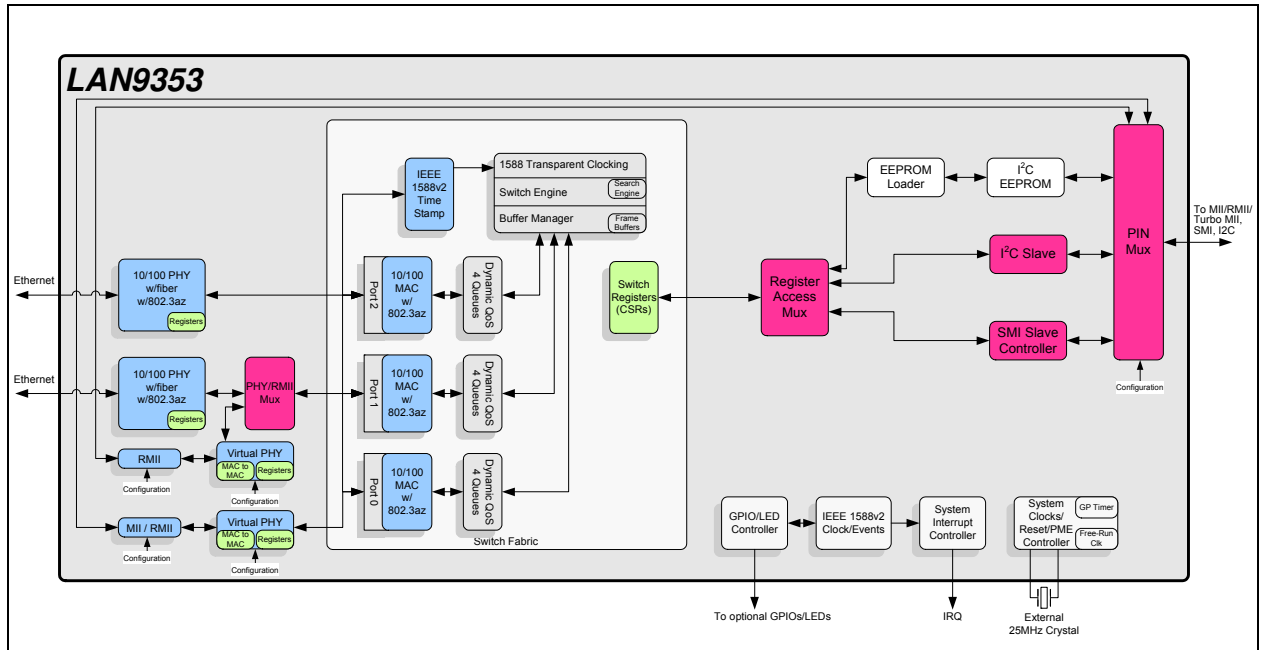 LAN9353
IEEE
1588v2
Time
Stamp
1588 Transparent Clocking
Switch Engine
Search
Engine
Buffer Manager
Frame
Buffers
EEPROM
Loader
I²C
EEPROM
PIN
Mux
To MII/RMII/
Turbo MII,
SMI, I2C
Ethernet
10/100 PHY
w/fiber
w/802.3az
Registers
Port 2
10/100
MAC
w/
802.3az
Dynamic QoS
4 Queues
Switch
Registers
(CSRs)
Register
Access
Mux
I²C Slave
SMI Slave
Controller
Configuration
Ethernet
10/100 PHY
w/fiber
w/802.3az
Registers
PHY/RMII
Mux
Port 1
10/100
MAC
w/
802.3az
Dynamic QoS
4 Queues
RMII
Configuration
Virtual PHY
MAC to
MAC
Registers
Configuration
Port 0
10/100
MAC
w/
802.3az
Dynamic QoS
4 Queues
MII / RMII
Configuration
Virtual PHY
MAC to
MAC
Registers
Configuration
Switch Fabric
GPIO/LED
Controller
IEEE 1588v2
Clock/Events
System
Interrupt
Controller
System
Clocks/
Reset/PME
Controller
GP Timer
Free-Run
Clk
To optional GPIOs/LEDs
IRQ
External
25MHz Crystal